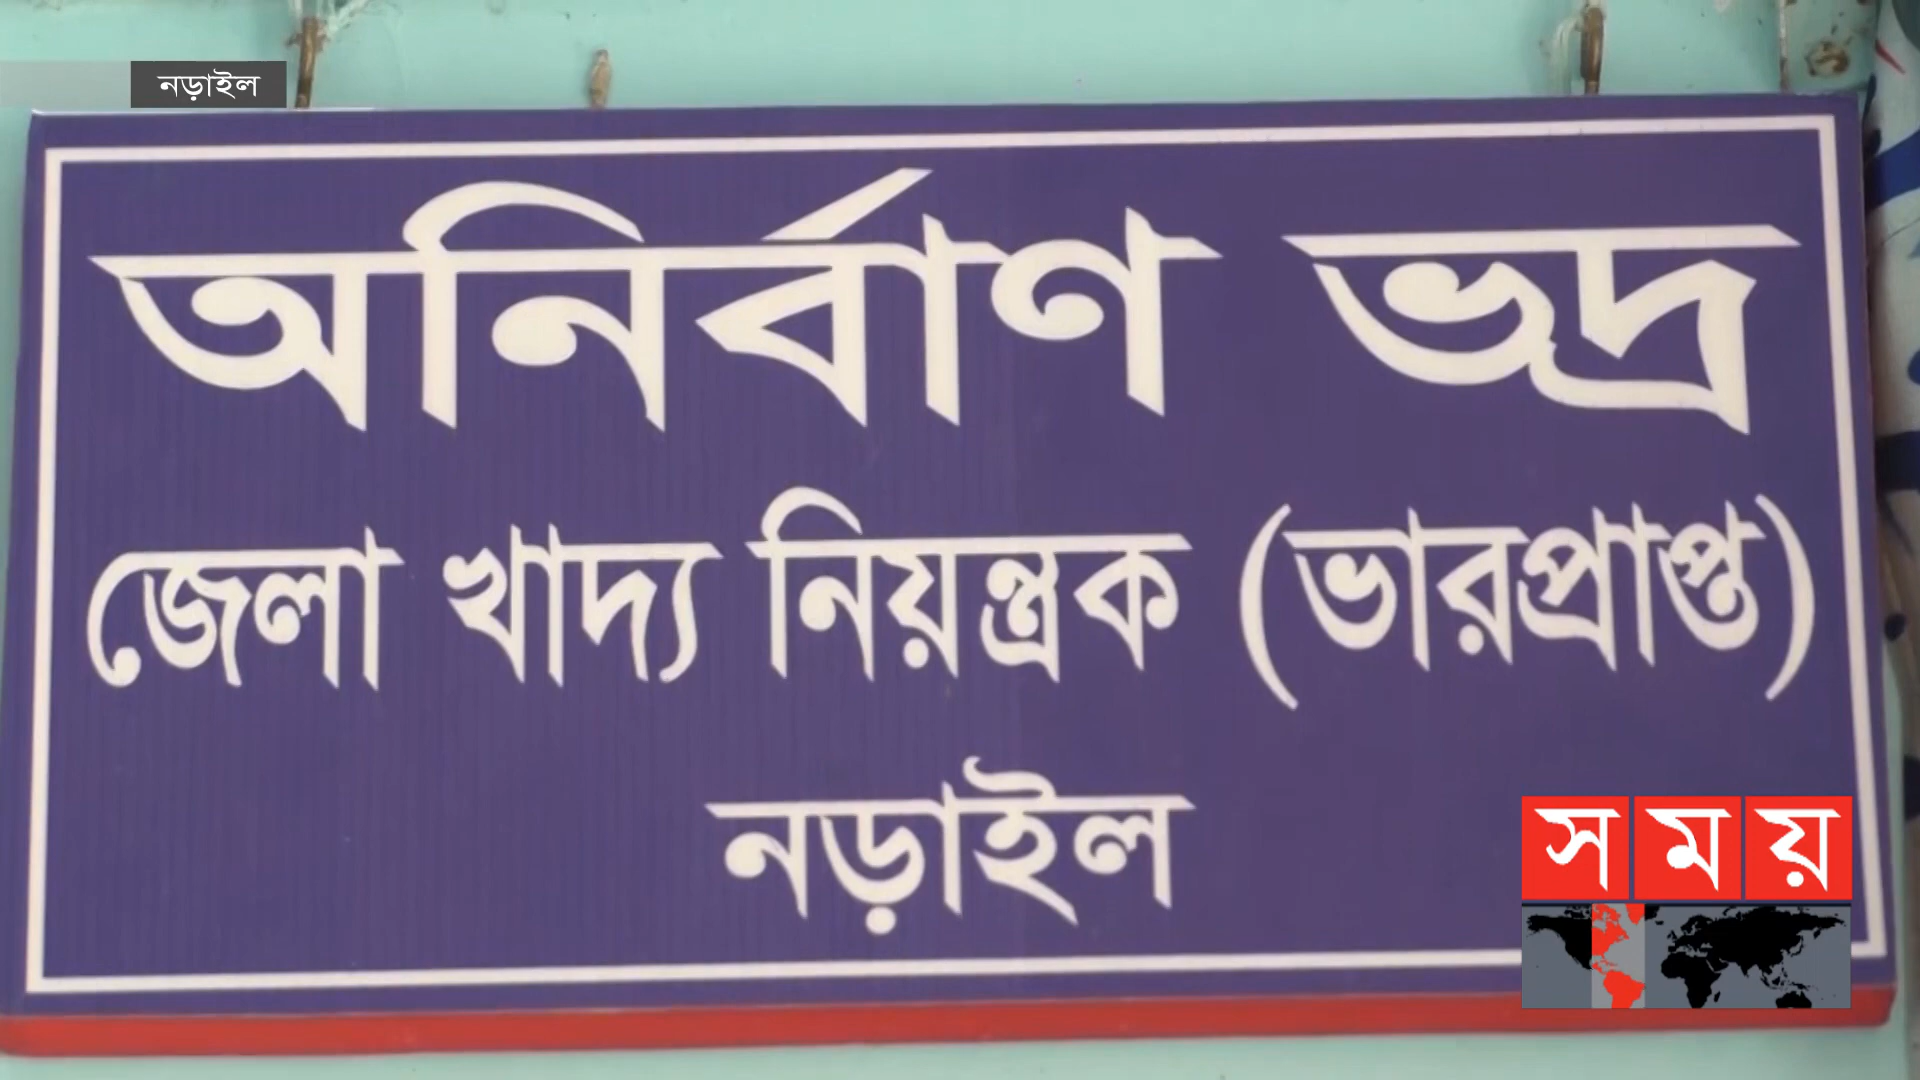 নড়াইল
অনির্বাণ ভদ্র
জেলা খাদ্য নিয়ন্ত্রক (ভারপ্রাপ্ত)
নড়াইল
সময়